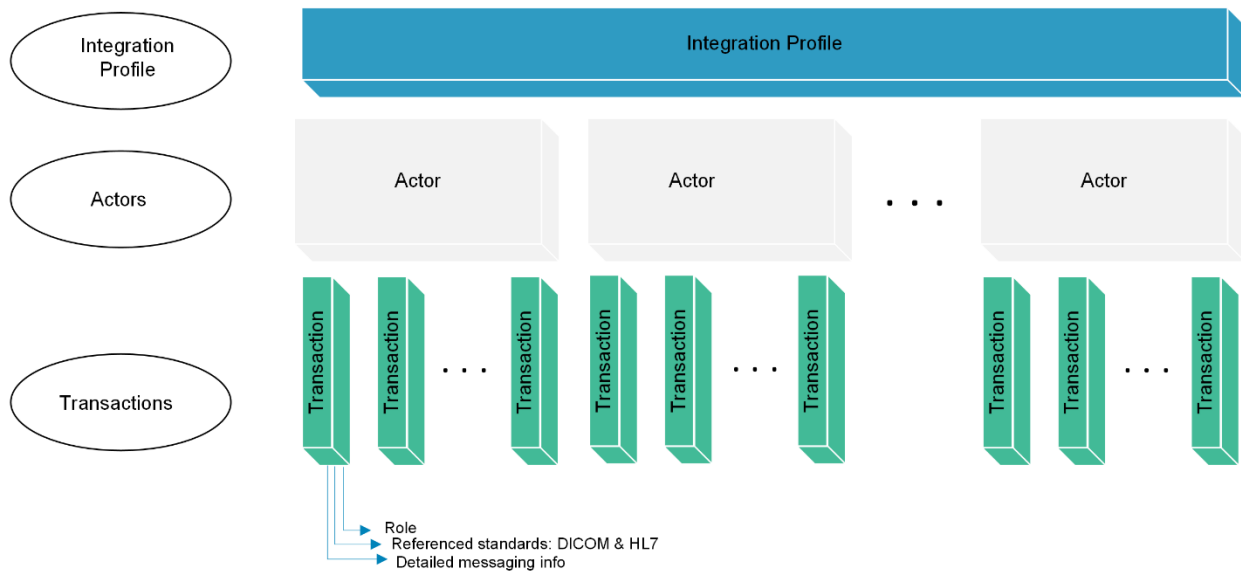 Integration
Profile
Integration Profile
Actors
Actor
Actor
. . .
Actor
Transactions
Transaction
Transaction
. . .
Transaction
Transaction
Transaction
. . .
Transaction
Transaction
Transaction
. . .
Transaction
Role
Referenced standards: DICOM & HL7
Detailed messaging info